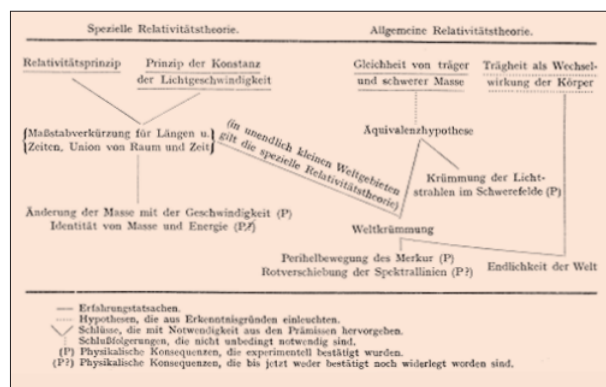 Spezielle Relativitätstheorie.
Allgemeine Relativitätstheorie.
Relativitätsprinzip
Prinzip der Konstanz
der Lichtgeschwindigkeit
Gleichheit von träger
und schwerer Masse
Trägheit als Wechsel-
wirkung der Körper
{Maßstabverkürzung für Längen u.}
{Zeiten, Union von Raum und Zeit}
(in unendlich kleinen Weltgebieten
gilt die spezielle Relativitätstheorie)
Äquivalenzhypothese
Krümmung der Licht-
strahlen im Schwerefelde (P)
Änderung der Masse mit der Geschwindigkeit (P)
Identität von Masse und Energie (P?)
Weltkrümmung
Perihelbewegung des Merkur (P)
Rotverschiebung der Spektrallinien (P?)
Endlichkeit der Welt
Erfahrungstatsachen.
Hypothesen, die aus Erkenntnisgründen einleuchten.
Schlüsse, die mit Notwendigkeit aus den Prämissen hervorgehen.
Schlußfolgerungen, die nicht unbedingt notwendig sind.
(P) Physikalische Konsequenzen, die experimentell bestätigt wurden.
(P?) Physikalische Konsequenzen, die bis jetzt weder bestätigt noch widerlegt worden sind.